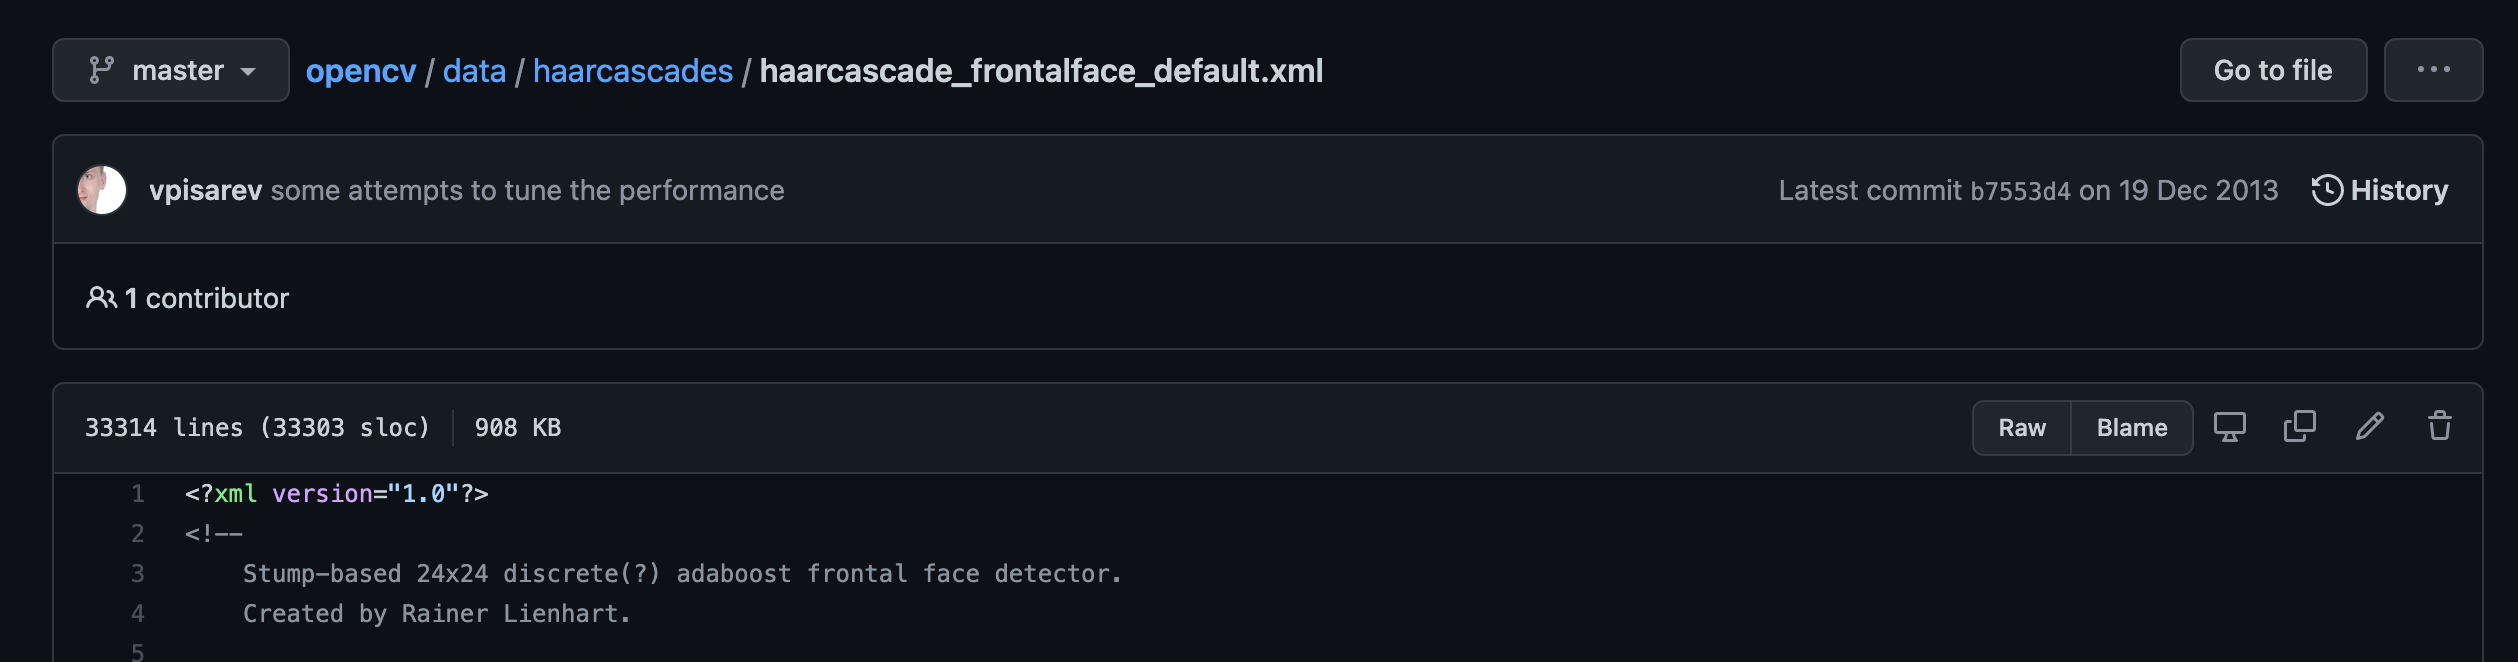 master opencv / data / haarcascades / haarcascade_frontalface_default.xml Go to file ...
vpisarev some attempts to tune the performance Latest commit b7553d4 on 19 Dec 2013 History
1 contributor
33314 lines (33303 sloc) 908 KB Raw Blame
1 <?xml version="1.0"?>
2 <!--
3 Stump-based 24x24 discrete(?) adaboost frontal face detector.
4 Created by Rainer Lienhart.
5